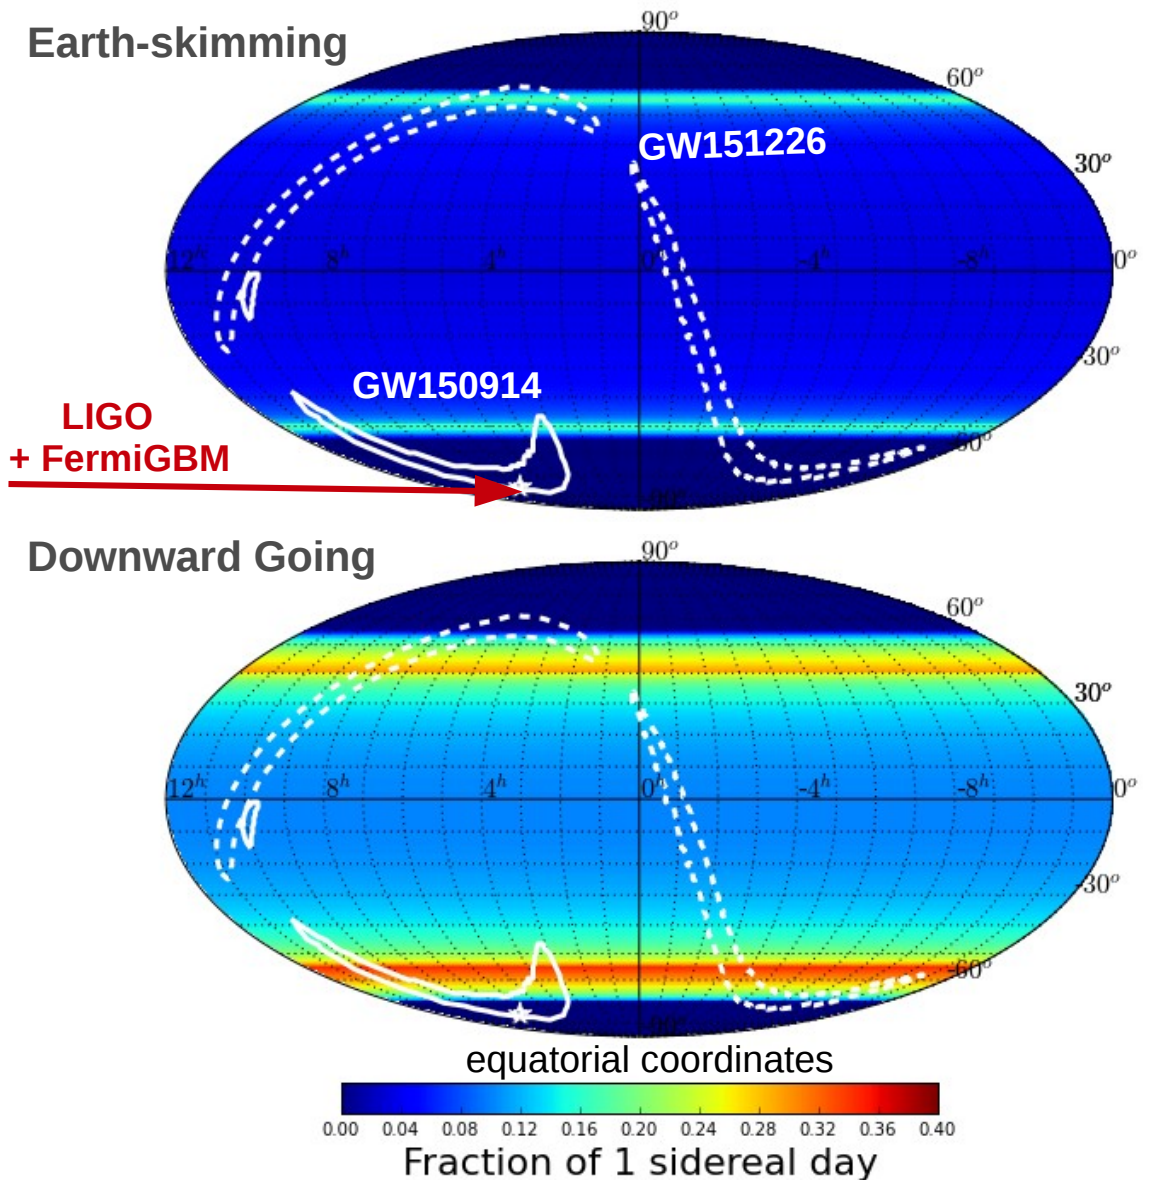 Earth-skimming
90°
60°
GW151226
30°
12ʰ 8ʰ 4ʰ 0ʰ -4ʰ -8ʰ 0°
-30°
GW150914
LIGO
+ FermiGBM
-60°
-90°
Downward Going
90°
60°
30°
12ʰ 8ʰ 4ʰ 0ʰ -4ʰ -8ʰ 0°
-30°
-60°
-90°
equatorial coordinates
0.00 0.04 0.08 0.12 0.16 0.20 0.24 0.28 0.32 0.36 0.40
Fraction of 1 sidereal day